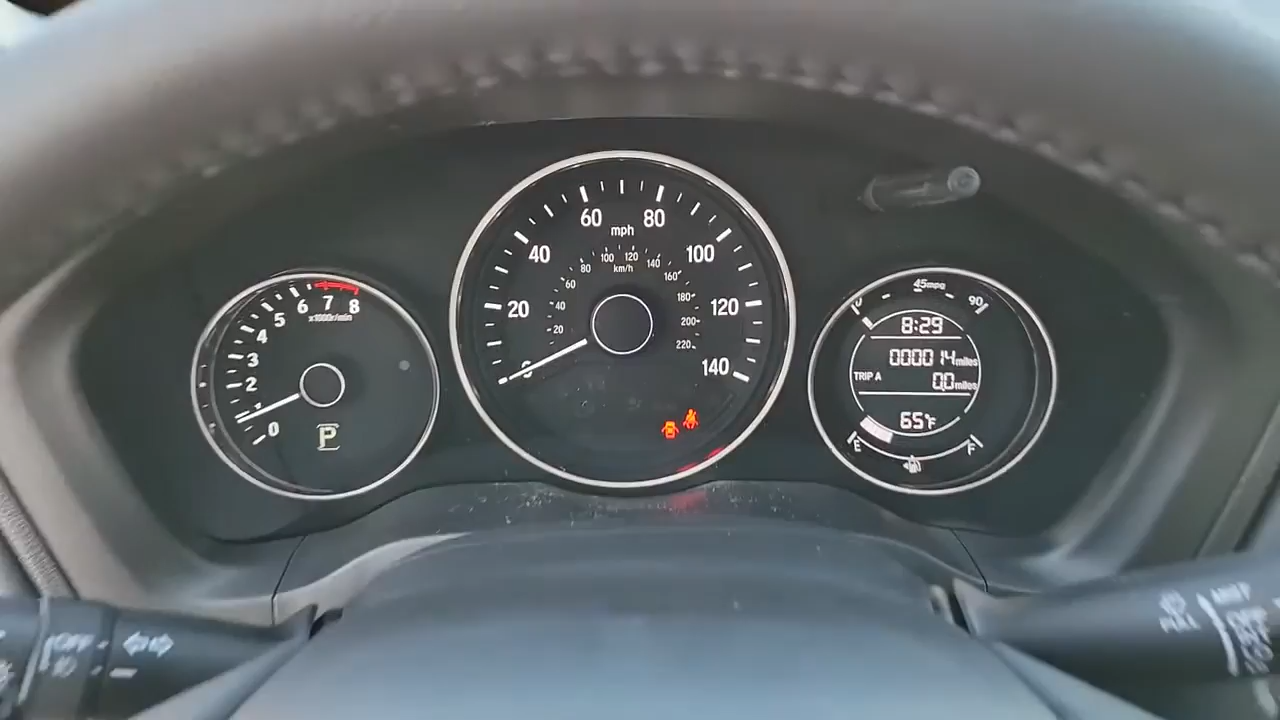 0
2
3
4
5
6
7
8
x1000r/min
P
20
40
60
80
100
120
140
mph
20
40
60
80
100
120
140
160
180
200
220
km/h
45mpg
90
8:29
000014miles
TRIP A
0.0miles
65°F
E
F
OFF